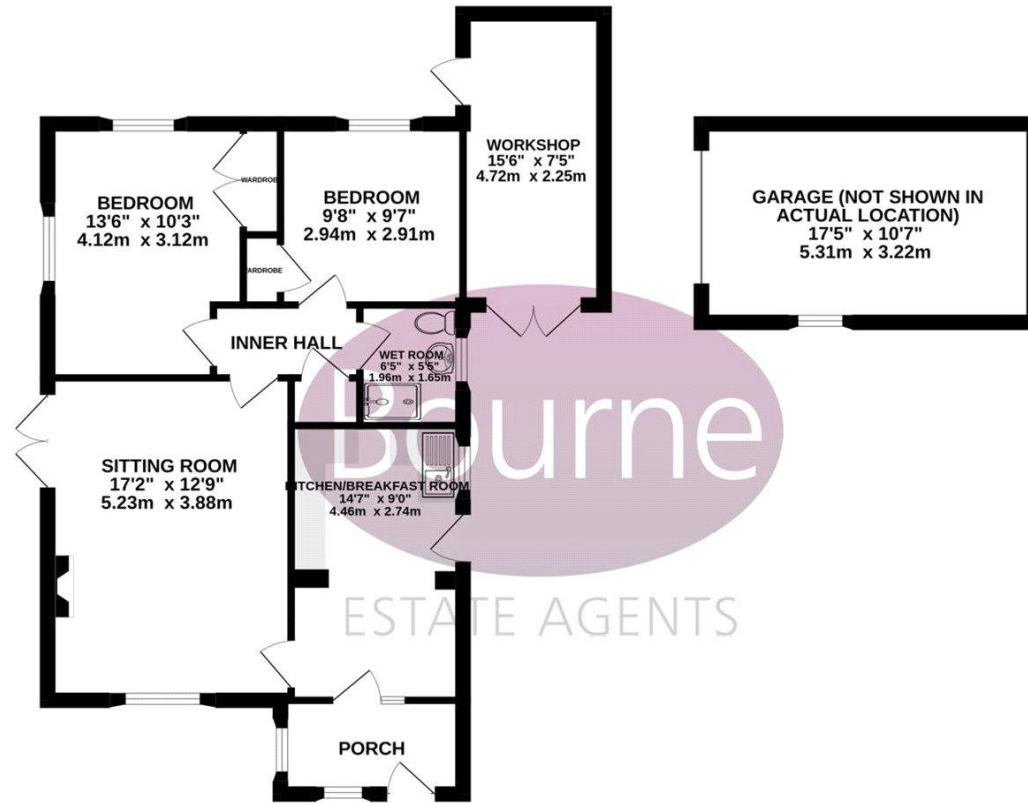 WORKSHOP
15'6" x 7'5"
4.72m x 2.25m
GARAGE (NOT SHOWN IN
ACTUAL LOCATION)
17'5" x 10'7"
5.31m x 3.22m
BEDROOM
13'6" x 10'3"
4.12m x 3.12m
WARDROBE
BEDROOM
9'8" x 9'7"
2.94m x 2.91m
WARDROBE
INNER HALL
WET ROOM
6'5" x 5'5"
1.96m x 1.65m
Bourne
ESTATE AGENTS
SITTING ROOM
17'2" x 12'9"
5.23m x 3.88m
KITCHEN/BREAKFAST ROOM
14'7" x 9'0"
4.46m x 2.74m
PORCH